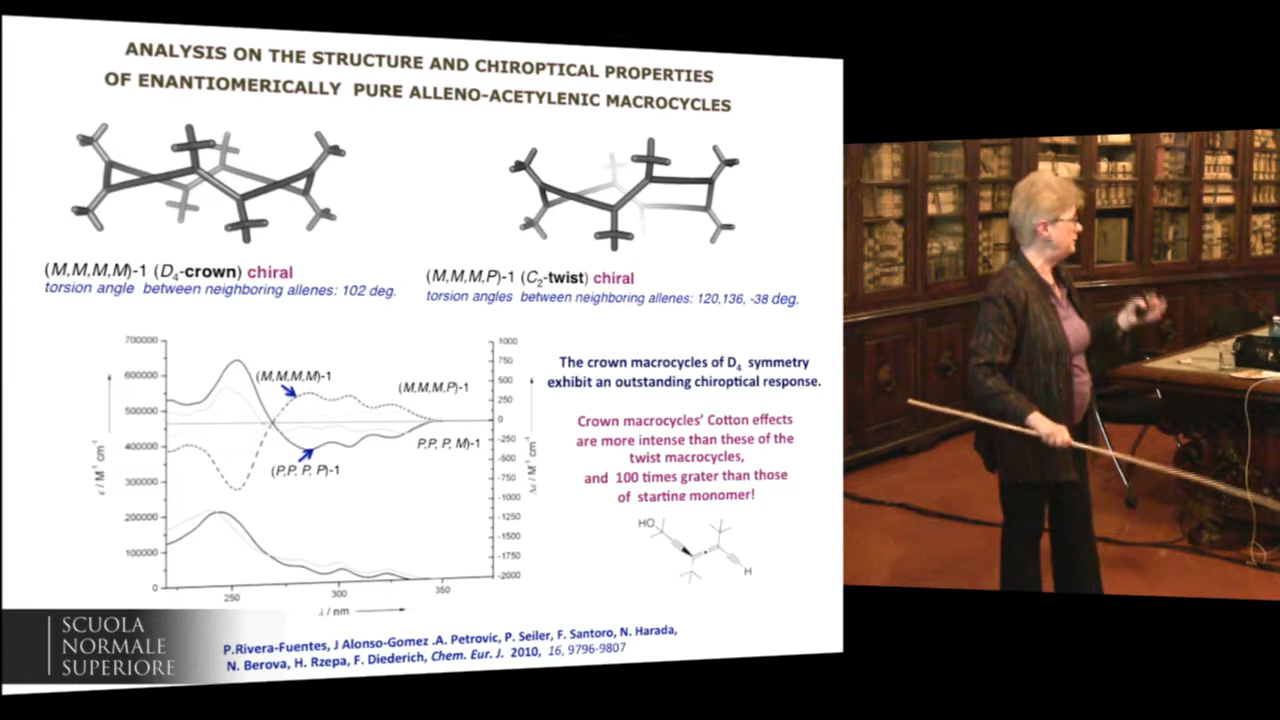 ANALYSIS ON THE STRUCTURE AND CHIROPTICAL PROPERTIES
OF ENANTIOMERICALLY PURE ALLENO-ACETYLENIC MACROCYCLES
(M,M,M,M)-1 (D4-crown) chiral
torsion angle between neighboring allenes: 102 deg.
(M,M,M,P)-1 (C2-twist) chiral
torsion angles between neighboring allenes: 120,136, -38 deg.
700000
600000
500000
400000
300000
200000
100000
0
ε / M-1 cm-1
250
300
350
λ / nm
1000
750
500
250
0
-250
-500
-750
-1000
-1250
-1500
-1750
-2000
Δε / M-1 cm-1
(M,M,M,M)-1
(M,M,M,P)-1
P,P, P, M)-1
(P,P, P, P)-1
The crown macrocycles of D4 symmetry
exhibit an outstanding chiroptical response.
Crown macrocycles' Cotton effects
are more intense than these of the
twist macrocycles,
and 100 times grater than those
of starting monomer!
HO
H
P.Rivera-Fuentes, J Alonso-Gomez .A. Petrovic, P. Seiler, F. Santoro, N. Harada,
N. Berova, H. Rzepa, F. Diederich, Chem. Eur. J. 2010, 16, 9796-9807
SCUOLA
NORMALE
SUPERIORE